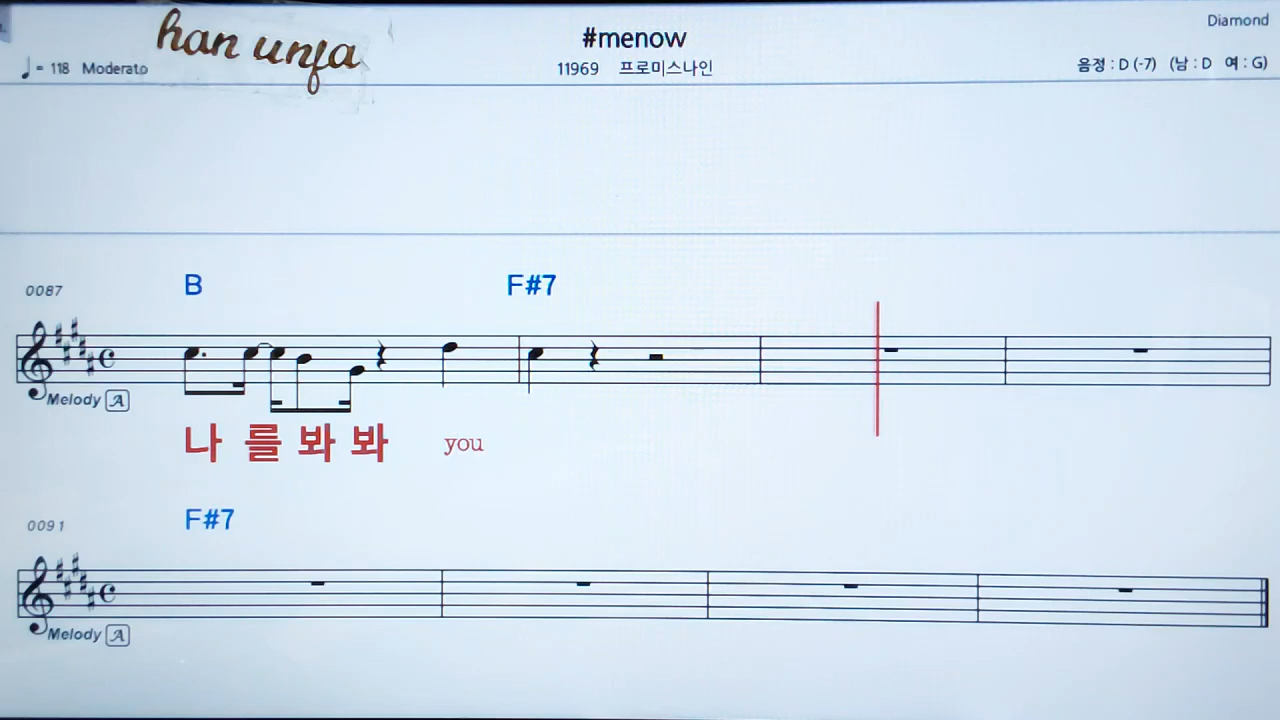 han unja
#menow
Diamond
♩= 118 Moderato
11969 프로미스나인
음정 : D (-7) (남 : D 여 : G)
0087
B F#7
Melody A
나 를 봐 봐 you
0091
F#7
Melody A